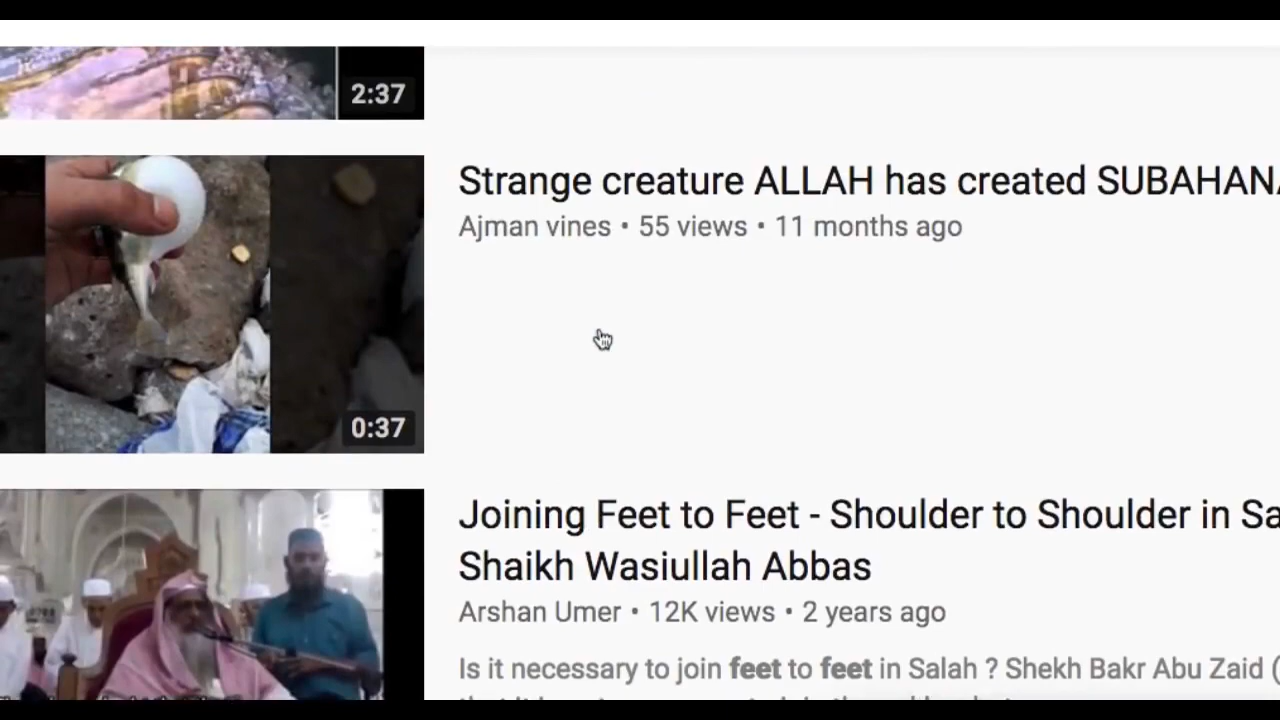 2:37
Strange creature ALLAH has created SUBAHANA
Ajman vines • 55 views • 11 months ago
0:37
Joining Feet to Feet - Shoulder to Shoulder in Sa
Shaikh Wasiullah Abbas
Arshan Umer • 12K views • 2 years ago
Is it necessary to join feet to feet in Salah ? Shekh Bakr Abu Zaid (